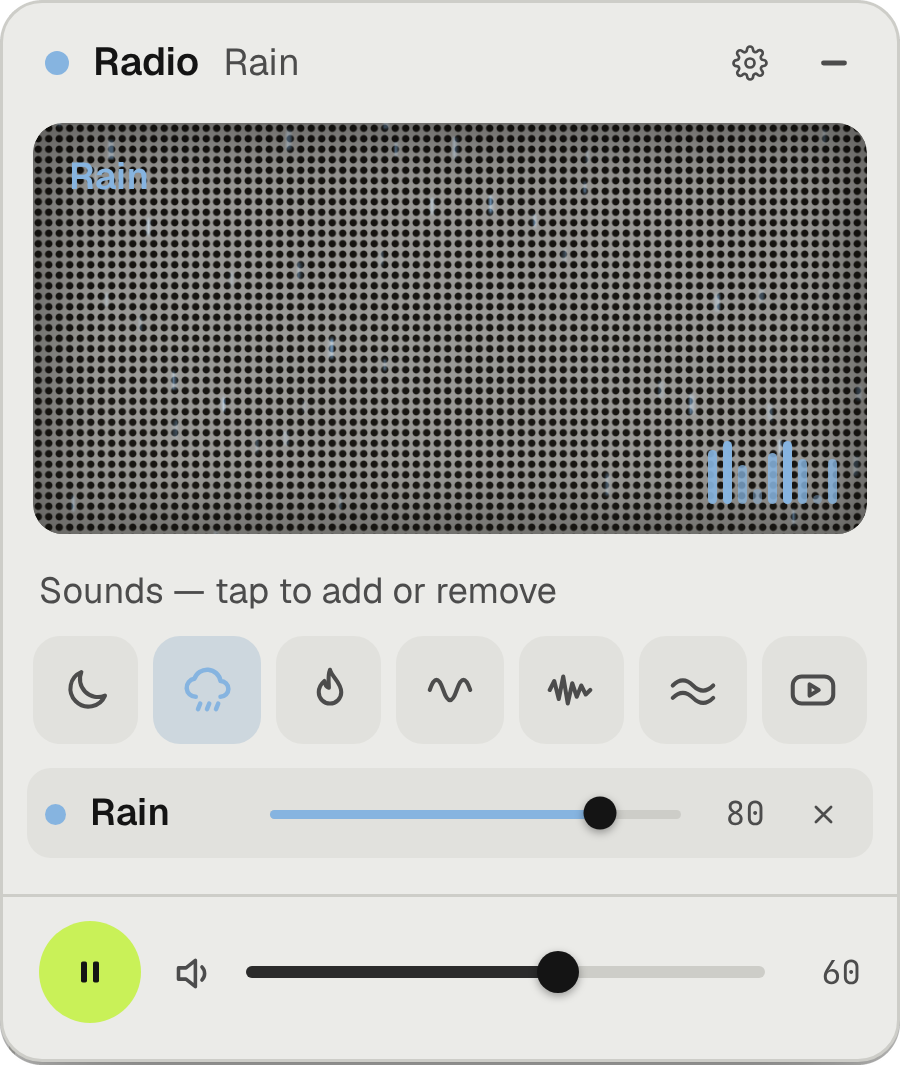 Radio Rain
Rain
Sounds — tap to add or remove
Rain 80
60